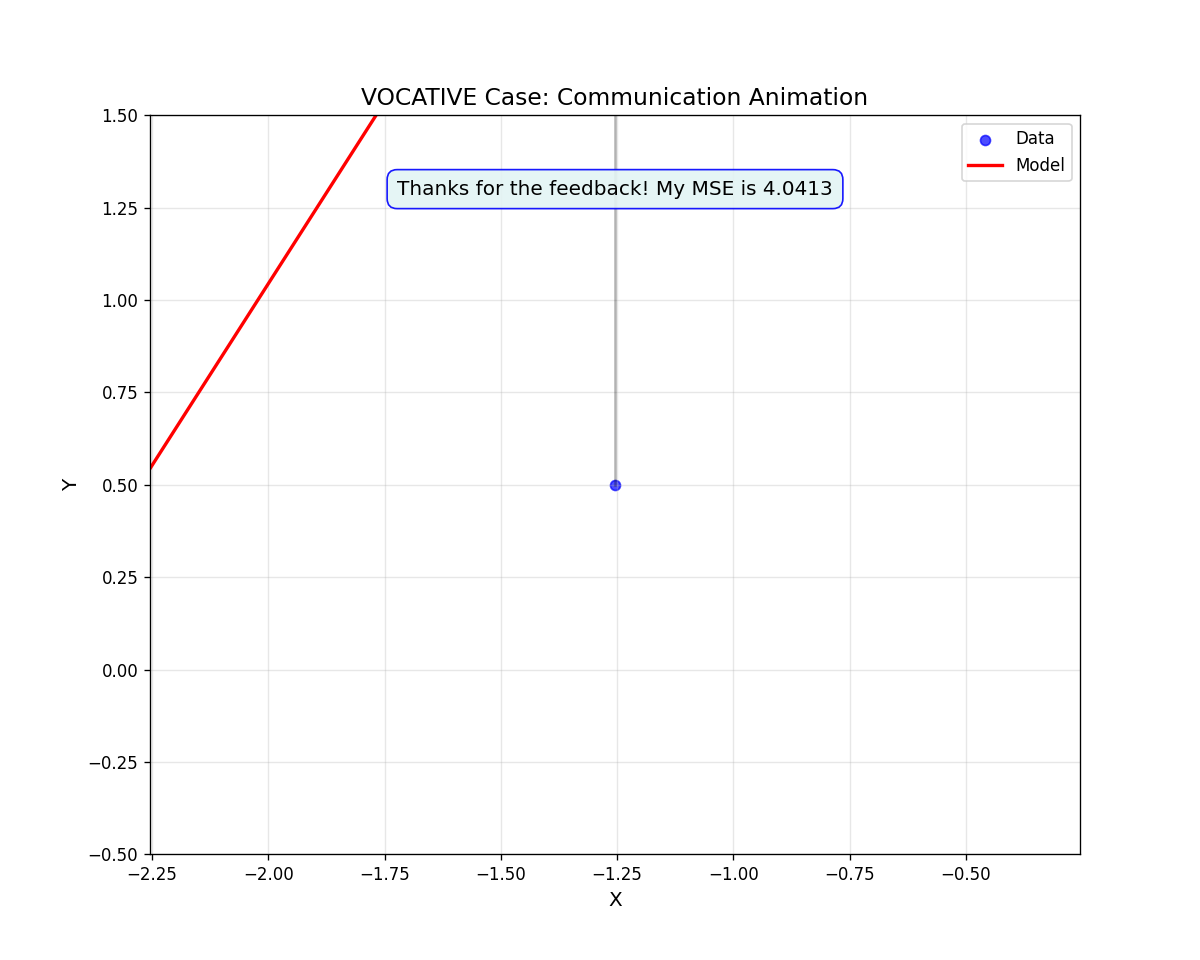 VOCATIVE Case: Communication Animation
Data
Model
Thanks for the feedback! My MSE is 4.0413
1.50
1.25
1.00
0.75
0.50
0.25
0.00
−0.25
−0.50
Y
−2.25 −2.00 −1.75 −1.50 −1.25 −1.00 −0.75 −0.50
X